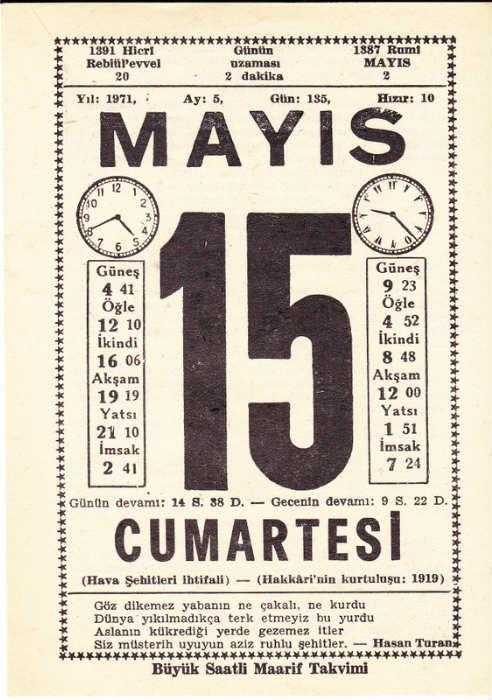 1391 Hicrî Günün 1387 Rumî
Rebiül'evvel uzaması MAYIS
20 2 dakika 2
Yıl: 1971, Ay: 5, Gün: 135, Hızır: 10
MAYIS
15
Güneş
4 41
Öğle
12 10
İkindi
16 06
Akşam
19 19
Yatsı
21 10
İmsak
2 41
Güneş
9 23
Öğle
4 52
İkindi
8 48
Akşam
12 00
Yatsı
1 51
İmsak
7 24
Günün devamı: 14 S. 38 D. — Gecenin devamı: 9 S. 22 D.
CUMARTESİ
(Hava Şehitleri ihtifali) — (Hakkâri'nin kurtuluşu: 1919)
Göz dikemez yabanın ne çakalı, ne kurdu
Dünya yıkılmadıkça terk etmeyiz bu yurdu
Aslanın kükrediği yerde gezemez itler
Siz müsterih uyuyun aziz ruhlu şehitler. — Hasan Turan
Büyük Saatli Maarif Takvimi